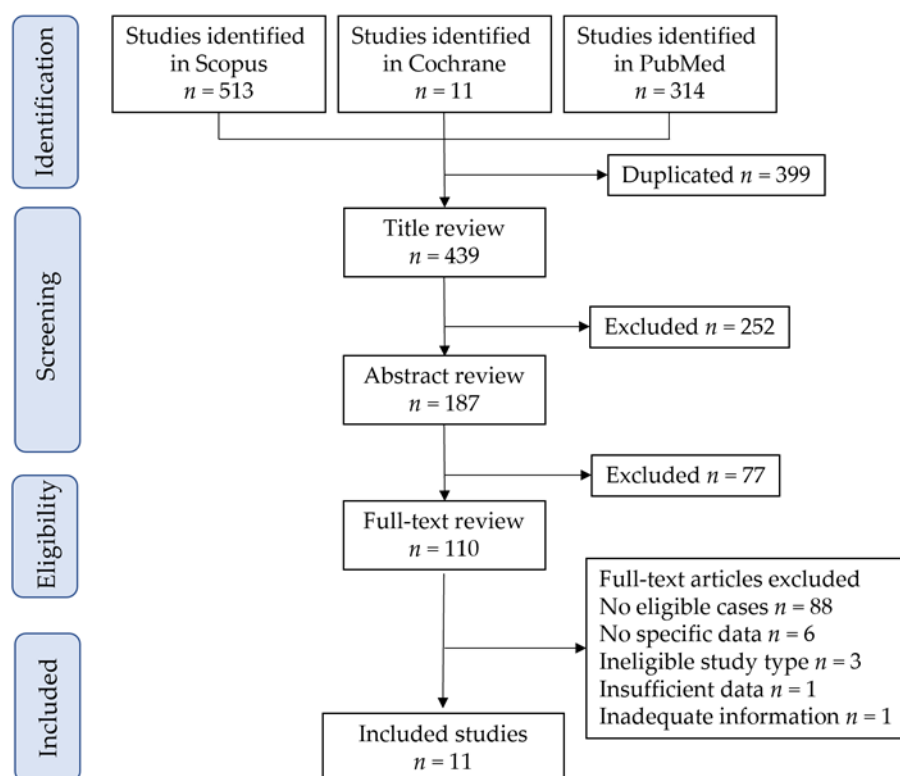 Identification
Studies identified
in Scopus
n = 513
Studies identified
in Cochrane
n = 11
Studies identified
in PubMed
n = 314
Duplicated n = 399
Screening
Title review
n = 439
Excluded n = 252
Abstract review
n = 187
Excluded n = 77
Eligibility
Full-text review
n = 110
Full-text articles excluded
No eligible cases n = 88
No specific data n = 6
Ineligible study type n = 3
Insufficient data n = 1
Inadequate information n = 1
Included
Included studies
n = 11